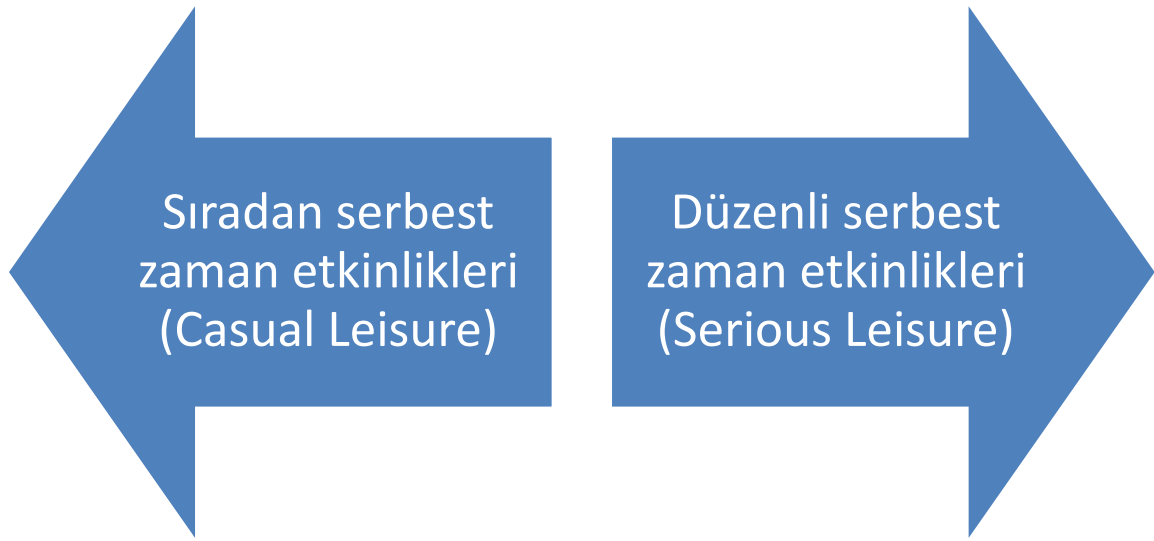 Sıradan serbest
zaman etkinlikleri
(Casual Leisure)
Düzenli serbest
zaman etkinlikleri
(Serious Leisure)